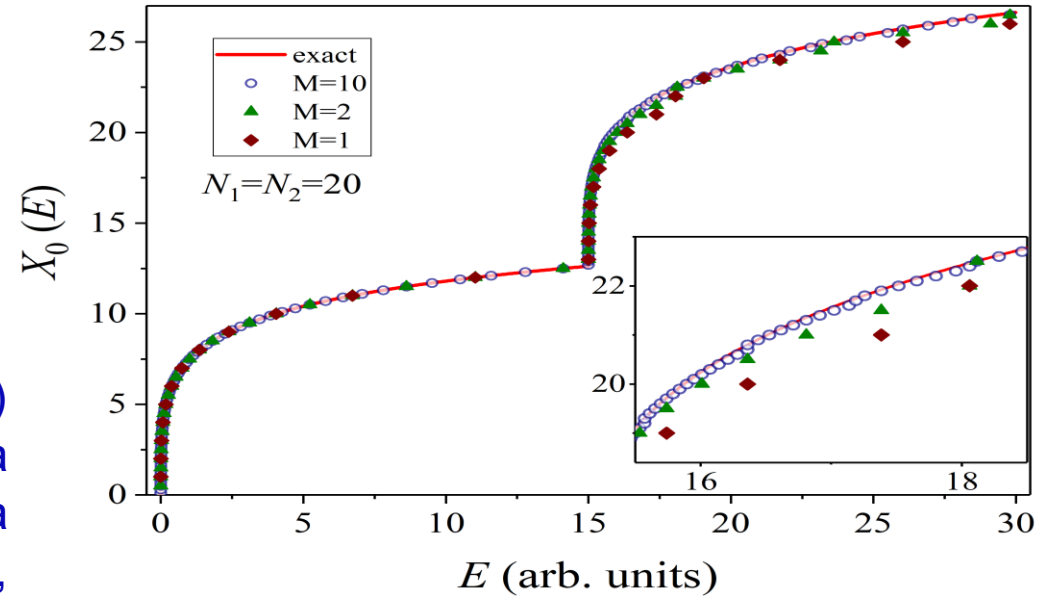 25
20
15
10
5
0
X₀ (E)
exact
M=10
M=2
M=1
N₁=N₂=20
22
20
16 18
0 5 10 15 20 25 30
E (arb. units)
)
a
a
,